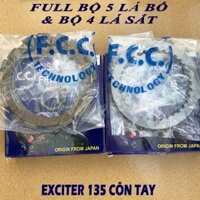 FULL BỘ 5 LÁ BỐ
& BỘ 4 LÁ SẮT
(F.C.C.)
TECHNOLOGY
(F.C.C.)
TECHNOLOGY
ORIGIN FROM JAPAN
ORIGIN FROM JAPAN
EXCITER 135 CÔN TAY